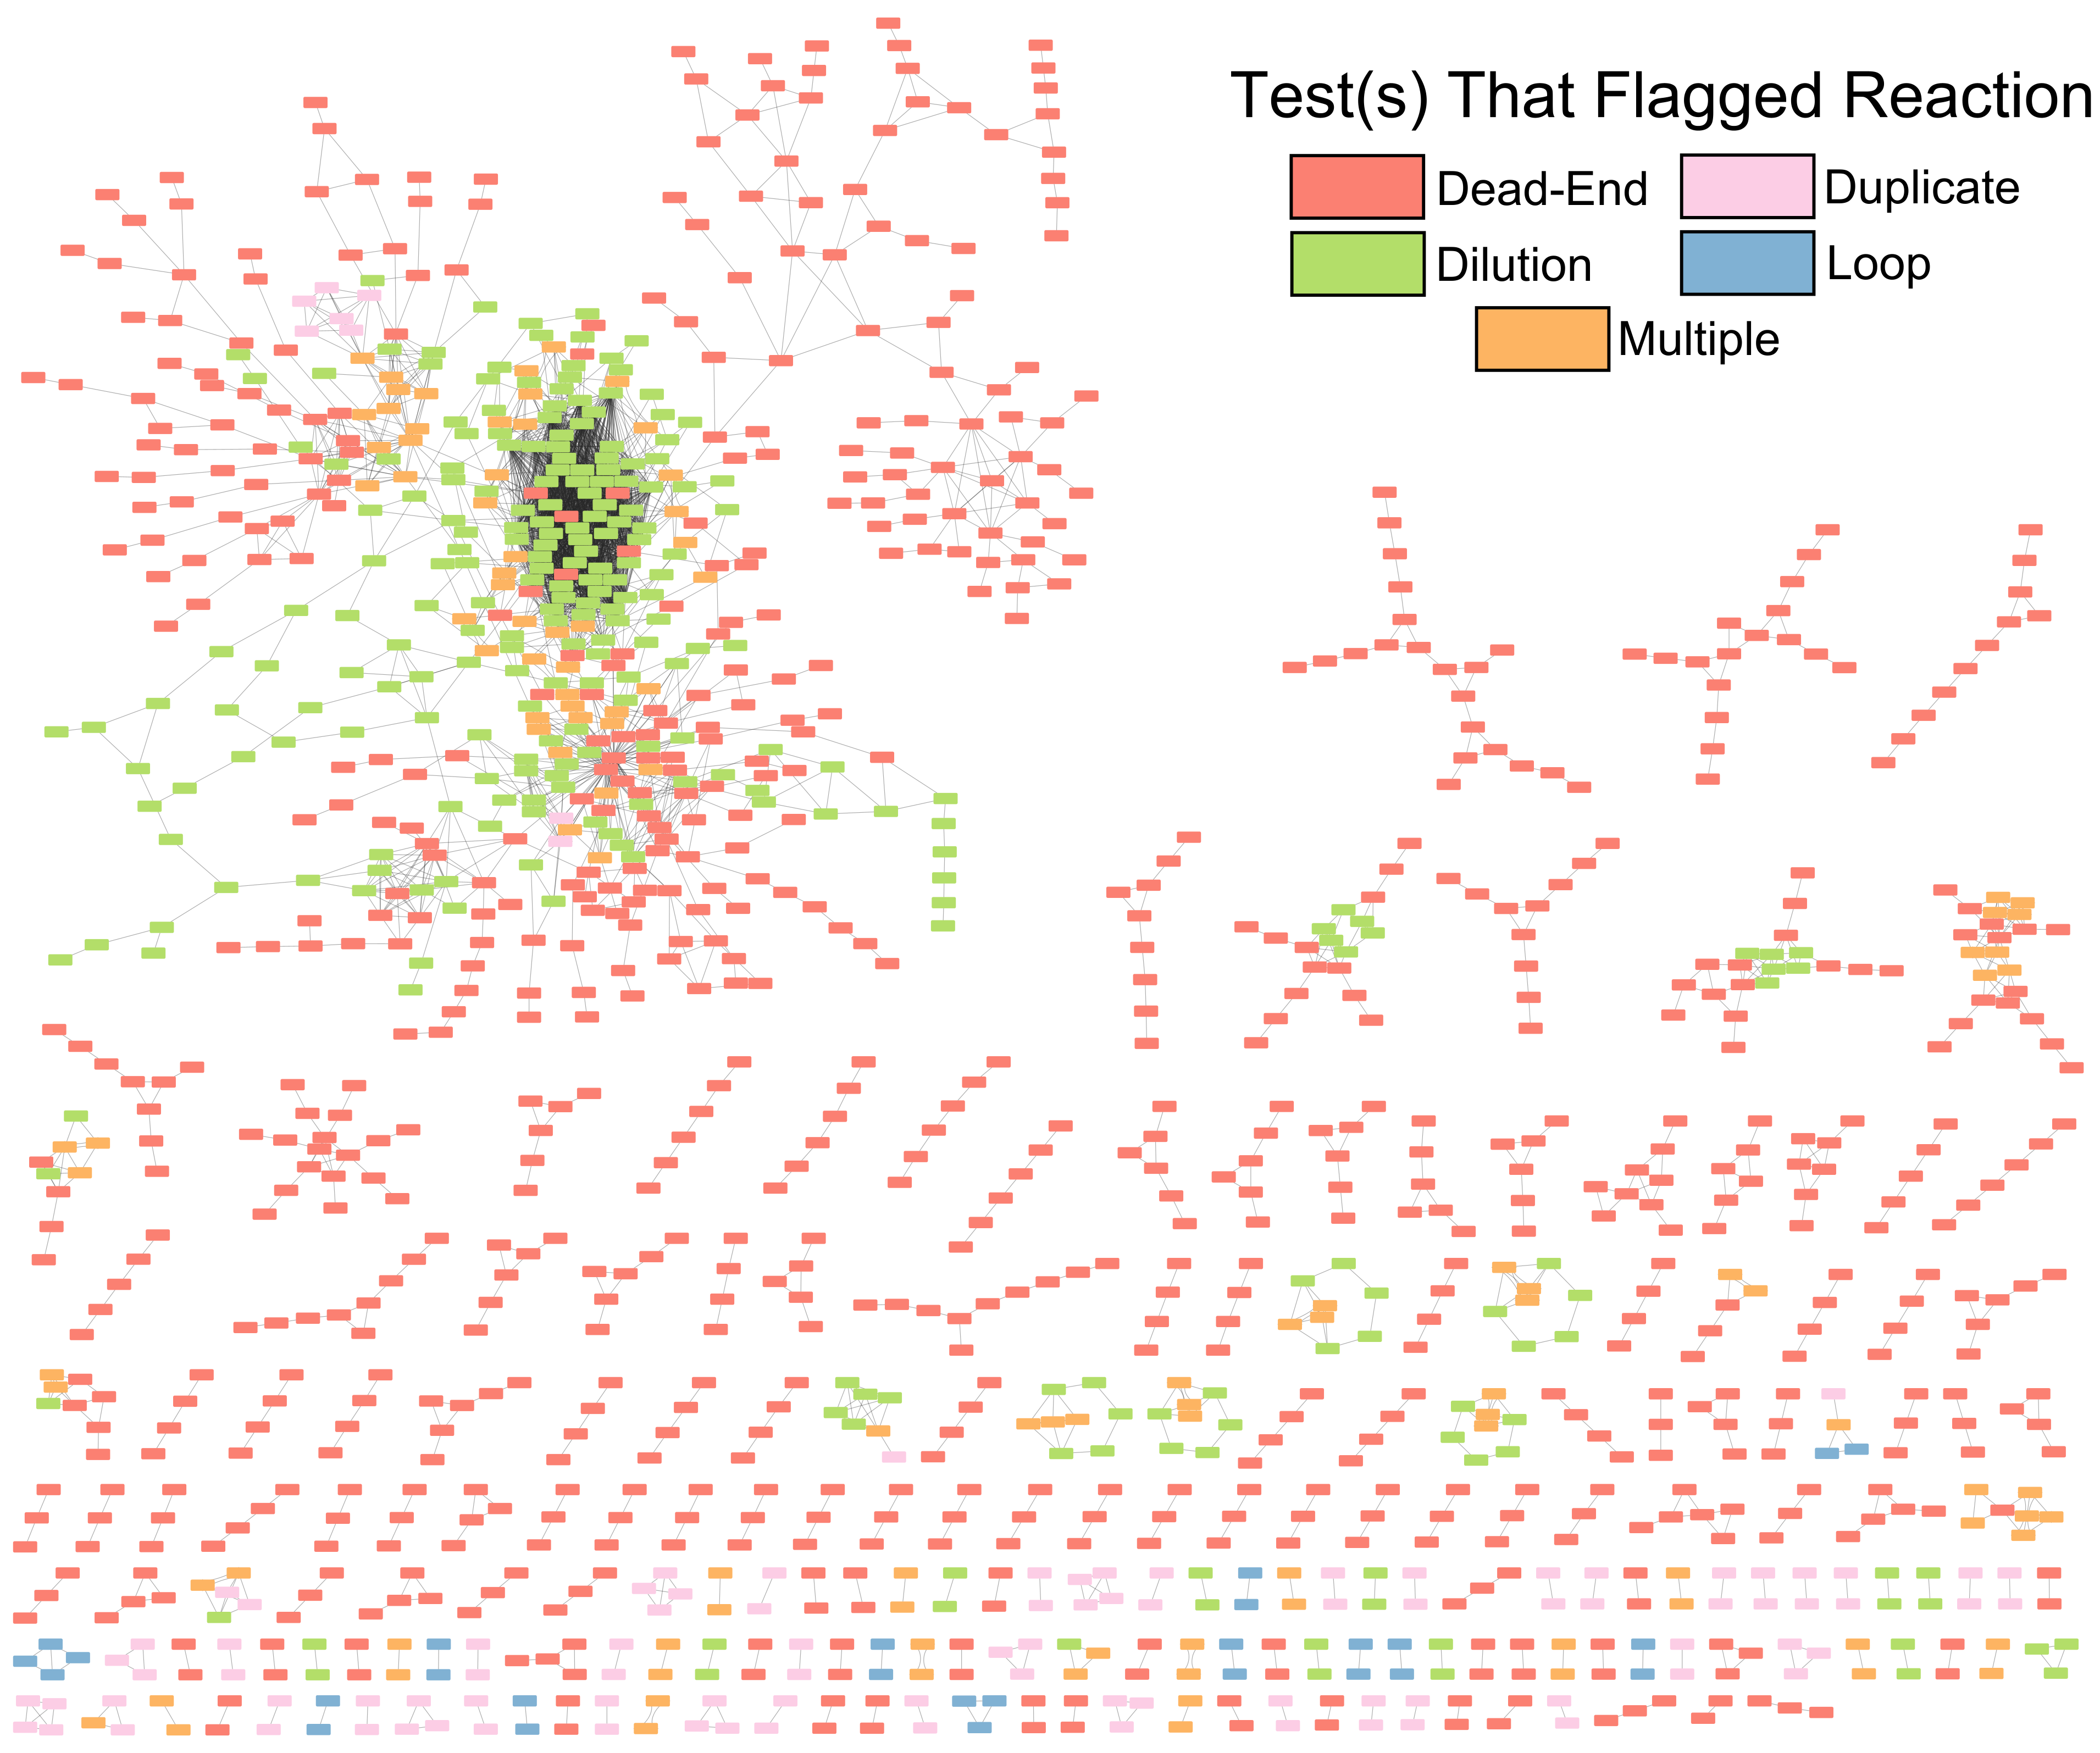 Test(s) That Flagged Reaction
Dead-End Duplicate
Dilution Loop
Multiple